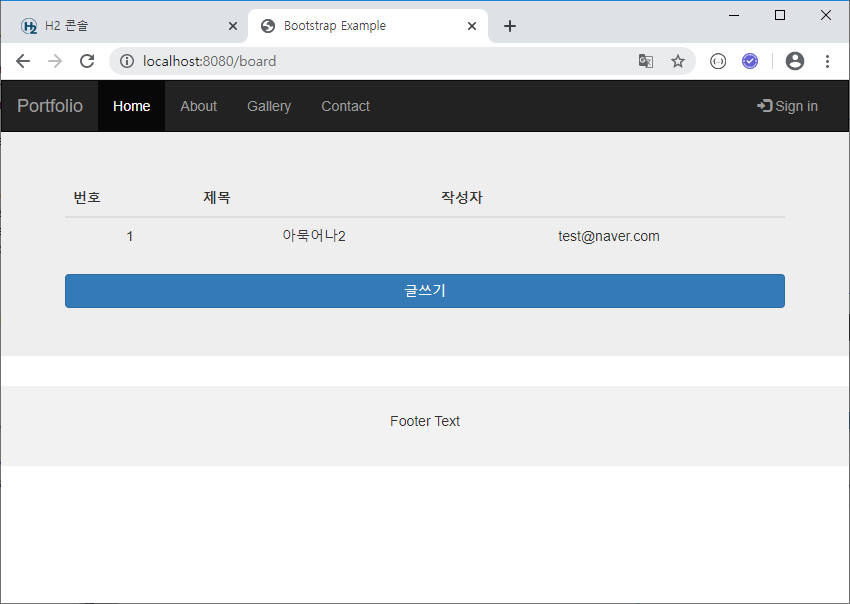 H2 콘솔
Bootstrap Example
localhost:8080/board
Portfolio Home About Gallery Contact Sign in
번호 제목 작성자
1 아묵어나2 test@naver.com
글쓰기
Footer Text